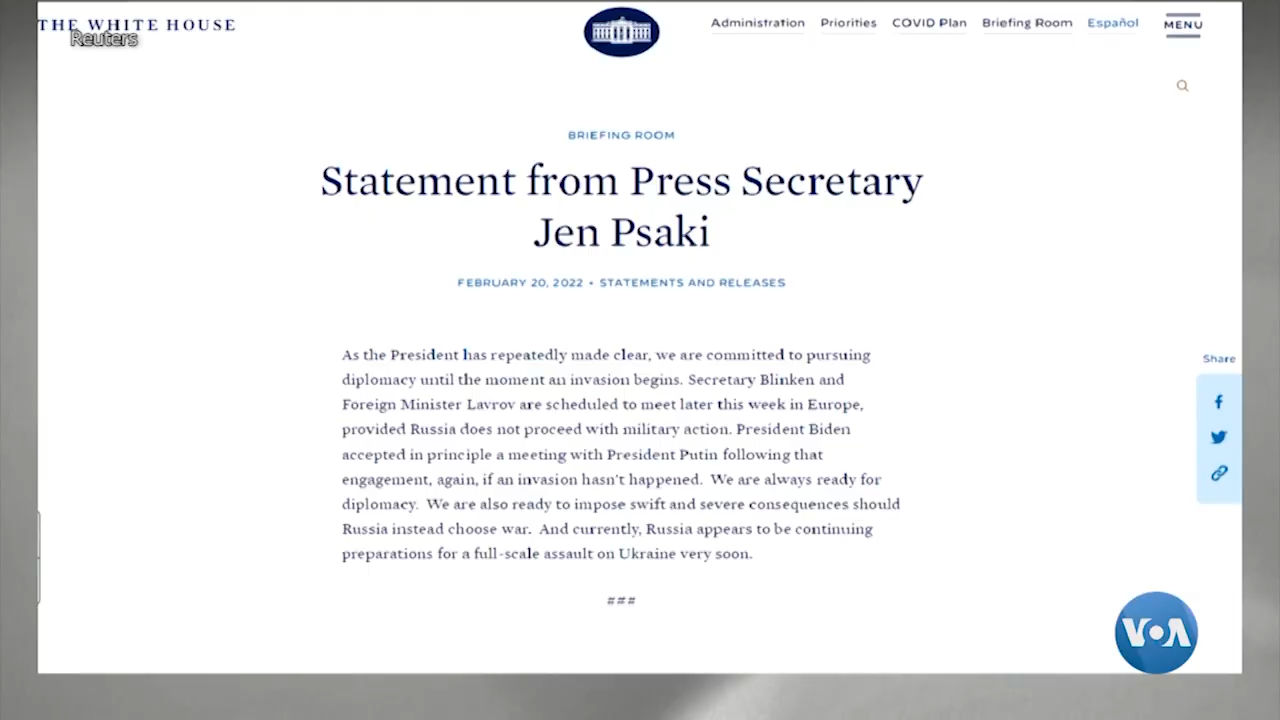 THE WHITE HOUSE
Reuters
Administration Priorities COVID Plan Briefing Room Español MENU
BRIEFING ROOM
Statement from Press Secretary
Jen Psaki
FEBRUARY 20, 2022 • STATEMENTS AND RELEASES
As the President has repeatedly made clear, we are committed to pursuing
diplomacy until the moment an invasion begins. Secretary Blinken and
Foreign Minister Lavrov are scheduled to meet later this week in Europe,
provided Russia does not proceed with military action. President Biden
accepted in principle a meeting with President Putin following that
engagement, again, if an invasion hasn't happened. We are always ready for
diplomacy. We are also ready to impose swift and severe consequences should
Russia instead choose war. And currently, Russia appears to be continuing
preparations for a full-scale assault on Ukraine very soon.
###
Share
VOA